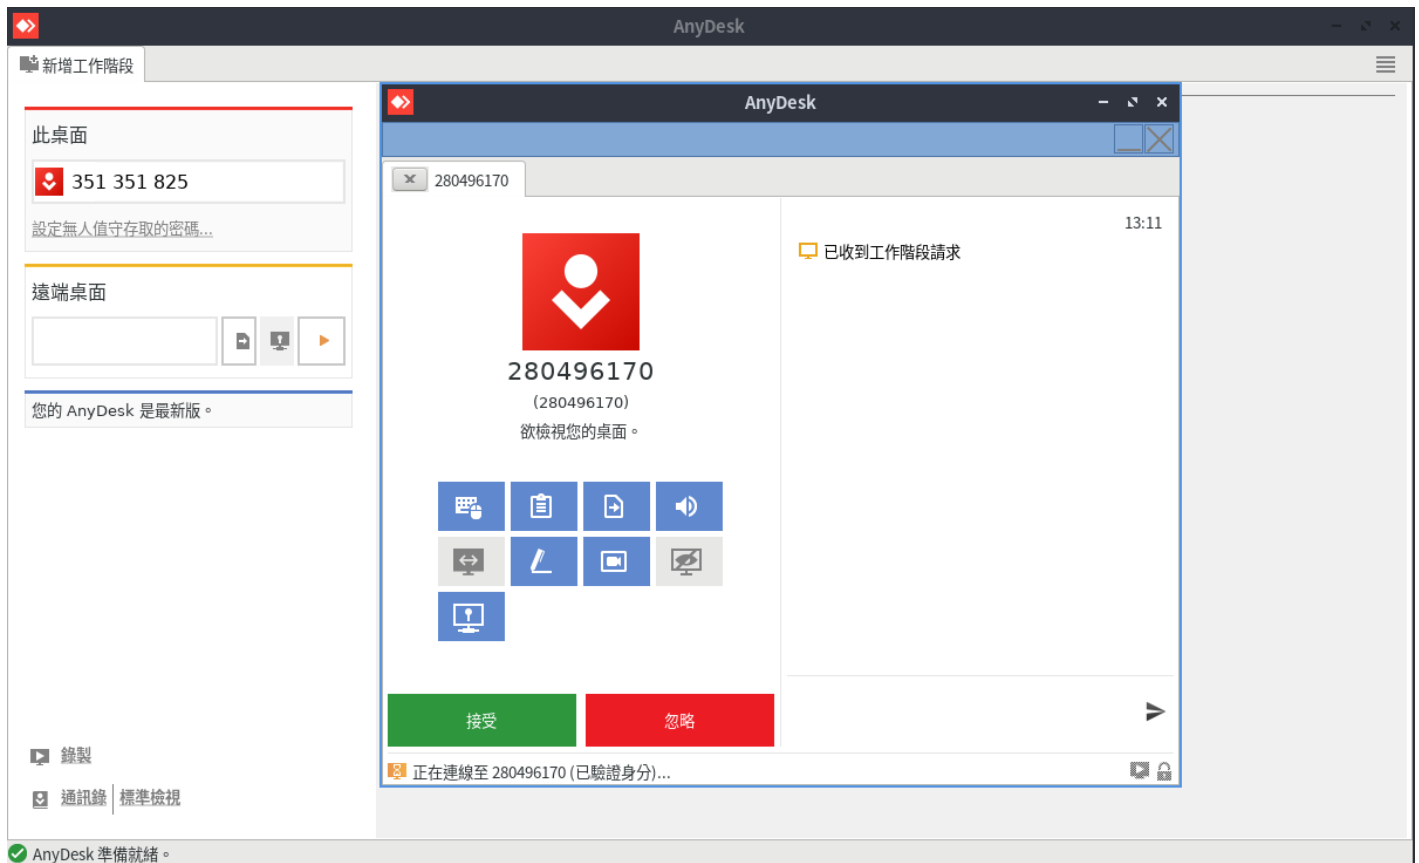 AnyDesk
新增工作階段
此桌面
351 351 825
設定無人值守存取的密碼...
遠端桌面
您的 AnyDesk 是最新版。
錄製
通訊錄 標準檢視
AnyDesk 準備就緒。
AnyDesk
280496170
280496170
(280496170)
欲檢視您的桌面。
接受 忽略
13:11
已收到工作階段請求
正在連線至 280496170 (已驗證身分)...